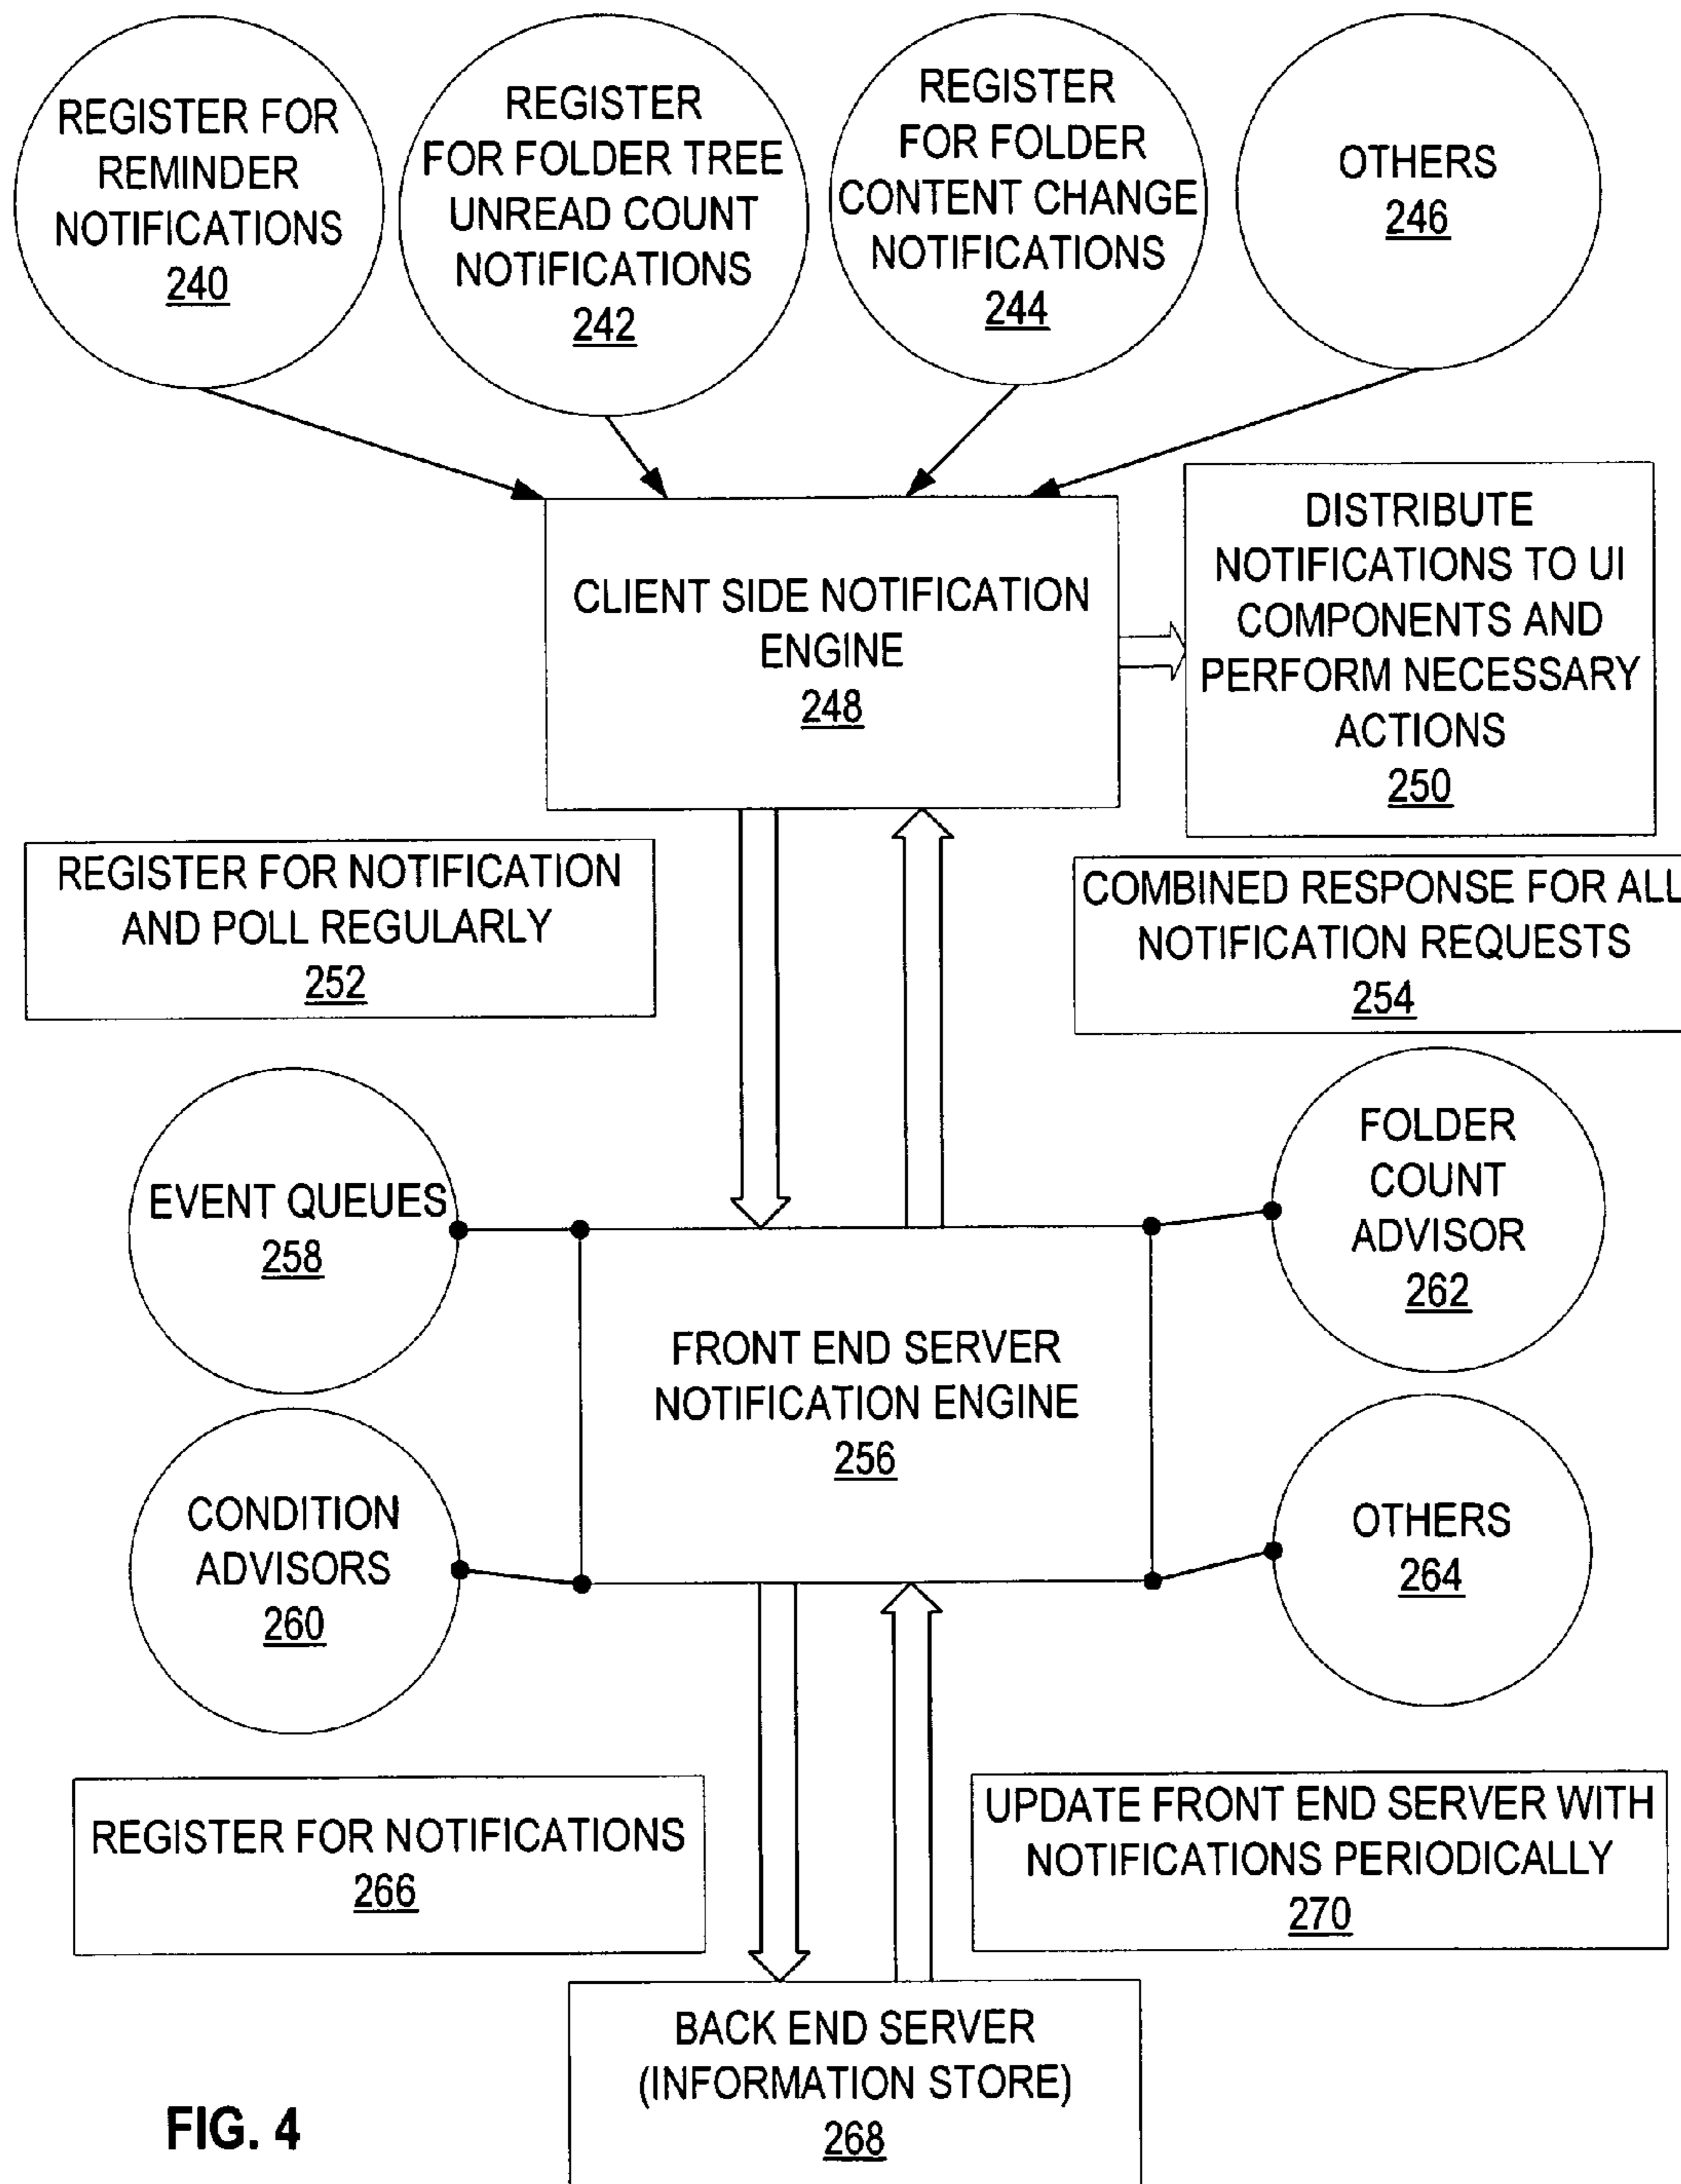 REGISTER FOR
REMINDER
NOTIFICATIONS
240
REGISTER
FOR FOLDER TREE
UNREAD COUNT
NOTIFICATIONS
242
REGISTER
FOR FOLDER
CONTENT CHANGE
NOTIFICATIONS
244
OTHERS
246
CLIENT SIDE NOTIFICATION
ENGINE
248
DISTRIBUTE
NOTIFICATIONS TO UI
COMPONENTS AND
PERFORM NECESSARY
ACTIONS
250
REGISTER FOR NOTIFICATION
AND POLL REGULARLY
252
COMBINED RESPONSE FOR ALL
NOTIFICATION REQUESTS
254
EVENT QUEUES
258
FOLDER
COUNT
ADVISOR
262
FRONT END SERVER
NOTIFICATION ENGINE
256
CONDITION
ADVISORS
260
OTHERS
264
REGISTER FOR NOTIFICATIONS
266
UPDATE FRONT END SERVER WITH
NOTIFICATIONS PERIODICALLY
270
BACK END SERVER
(INFORMATION STORE)
268
FIG. 4